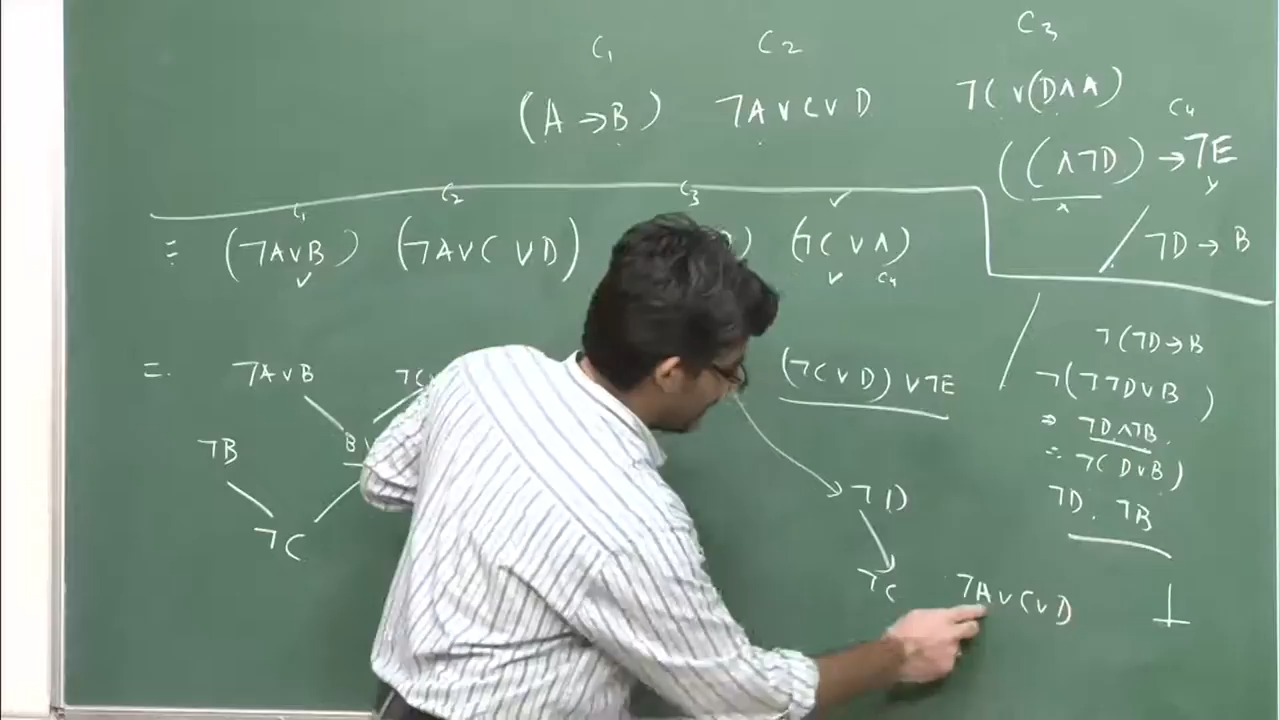 C₁ C₂ C₃
(A → B) ¬A ∨ C ∨ D ¬C ∨ (D ∧ A)
C₄
((∧ ¬D) → ¬E
x y
/ ¬D → B
C₁ C₂ C₃ ✓
≡ (¬A ∨ B) (¬A ∨ C ∨ D) ) (¬C ∨ A)
✓ ✓ C₄
¬(¬D → B
=. ¬A ∨ B ¬C (¬C ∨ D) ∨ ¬E / ¬(¬¬D ∨ B)
⇒ ¬D ∧ ¬B.
¬B B ∴ ¬(D ∨ B)
¬D ¬D. ¬B
¬C ¬C ¬A ∨ C ∨ D ⊥